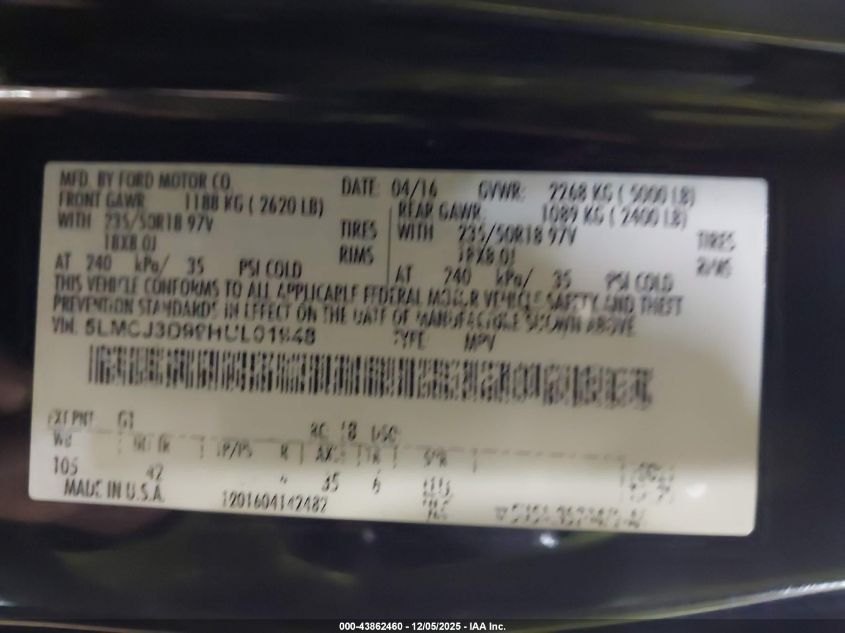 MFD. BY FORD MOTOR CO.
DATE: 04/16 GVWR: 2268 KG ( 5000 LB)
FRONT GAWR: 1188 KG ( 2620 LB)
WITH 235/50R18 97V TIRES
18X8.0J RIMS
AT 240 kPa/ 35 PSI COLD
REAR GAWR: 1089 KG ( 2400 LB)
WITH 235/50R18 97V TIRES
18X8.0J RIMS
AT 240 kPa/ 35 PSI COLD
THIS VEHICLE CONFORMS TO ALL APPLICABLE FEDERAL MOTOR VEHICLE SAFETY AND THEFT
PREVENTION STANDARDS IN EFFECT ON THE DATE OF MANUFACTURE SHOWN ABOVE
VIN: TYPE MPV
EXT PNT G1
105 42 35 6
MADE IN U.S.A. 1201604142482
000-43862460 - 12/05/2025 - IAA Inc.